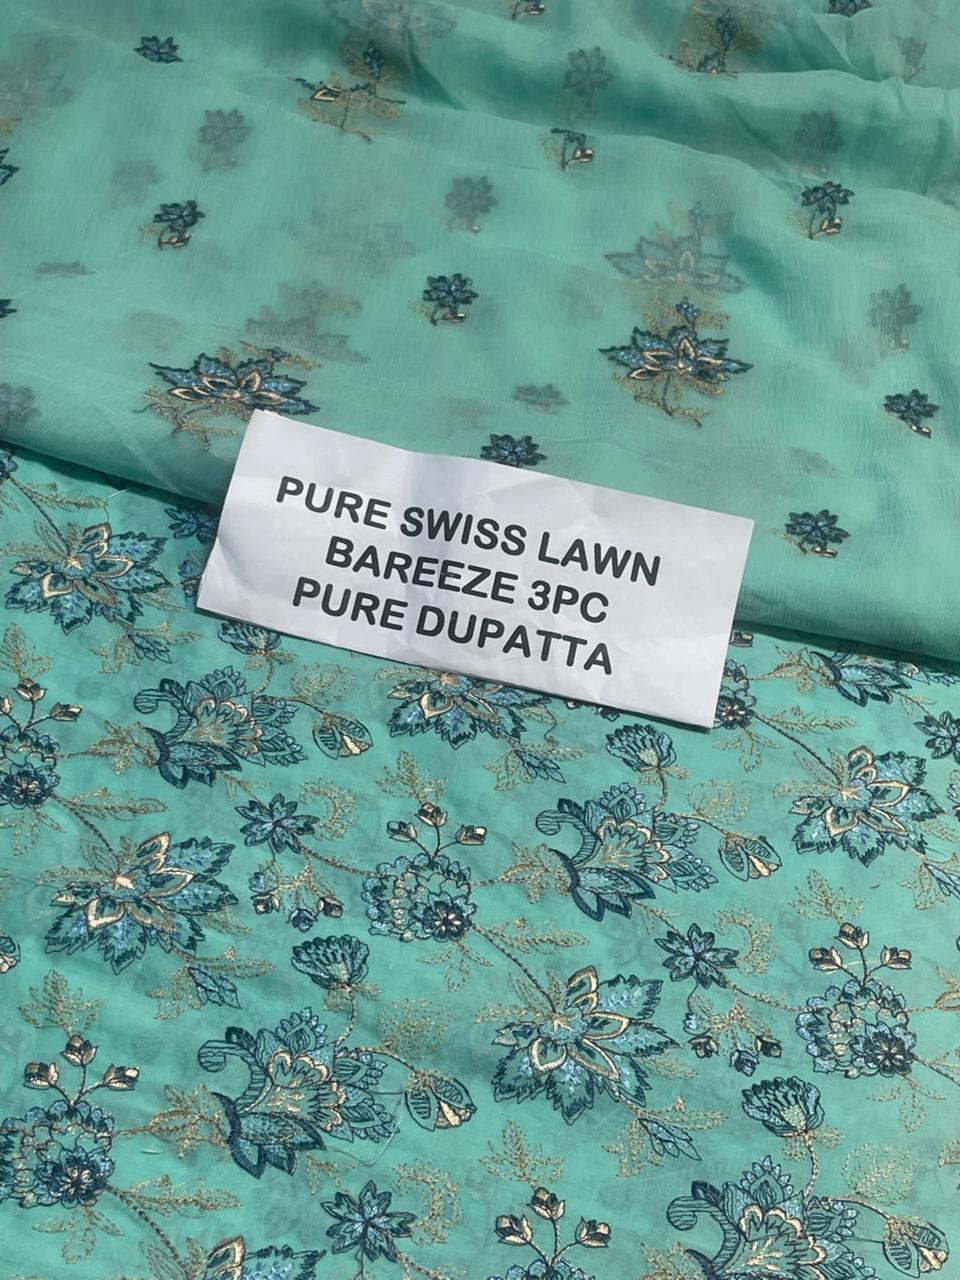 PURE SWISS LAWN
BAREEZE 3PC
PURE DUPATTA